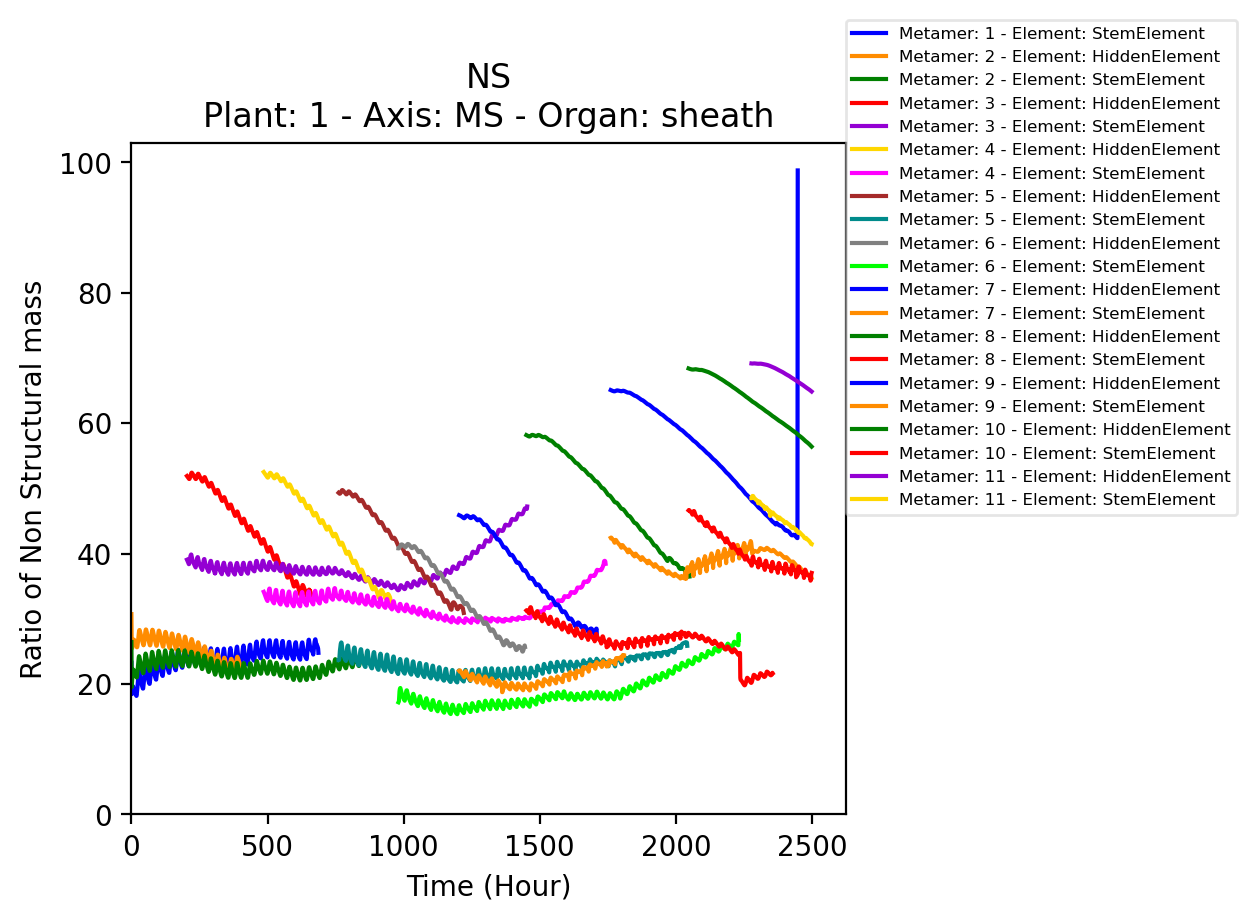 NS
Plant: 1 - Axis: MS - Organ: sheath
Ratio of Non Structural mass
100
80
60
40
20
0
0 500 1000 1500 2000 2500
Time (Hour)
Metamer: 1 - Element: StemElement
Metamer: 2 - Element: HiddenElement
Metamer: 2 - Element: StemElement
Metamer: 3 - Element: HiddenElement
Metamer: 3 - Element: StemElement
Metamer: 4 - Element: HiddenElement
Metamer: 4 - Element: StemElement
Metamer: 5 - Element: HiddenElement
Metamer: 5 - Element: StemElement
Metamer: 6 - Element: HiddenElement
Metamer: 6 - Element: StemElement
Metamer: 7 - Element: HiddenElement
Metamer: 7 - Element: StemElement
Metamer: 8 - Element: HiddenElement
Metamer: 8 - Element: StemElement
Metamer: 9 - Element: HiddenElement
Metamer: 9 - Element: StemElement
Metamer: 10 - Element: HiddenElement
Metamer: 10 - Element: StemElement
Metamer: 11 - Element: HiddenElement
Metamer: 11 - Element: StemElement